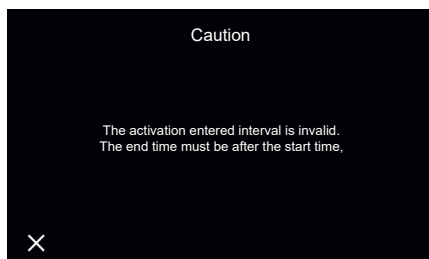 Caution
The activation entered interval is invalid.
The end time must be after the start time,